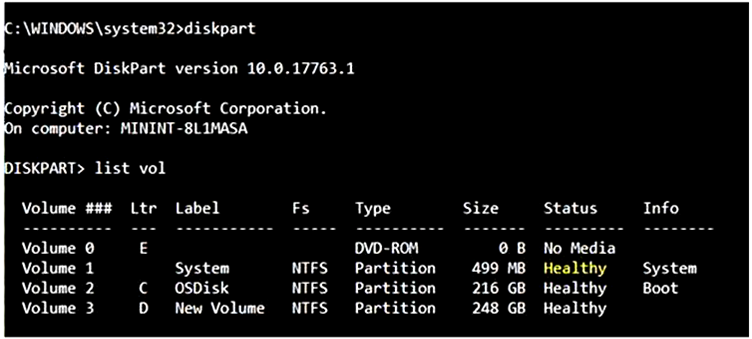 C:\WINDOWS\system32>diskpart
Microsoft DiskPart version 10.0.17763.1
Copyright (C) Microsoft Corporation.
On computer: MININT-8L1MASA
DISKPART> list vol
Volume ### Ltr Label Fs Type Size Status Info
---------- --- ----------- ----- ---------- ------- --------- --------
Volume 0 E DVD-ROM 0 B No Media
Volume 1 System NTFS Partition 499 MB Healthy System
Volume 2 C OSDisk NTFS Partition 216 GB Healthy Boot
Volume 3 D New Volume NTFS Partition 248 GB Healthy